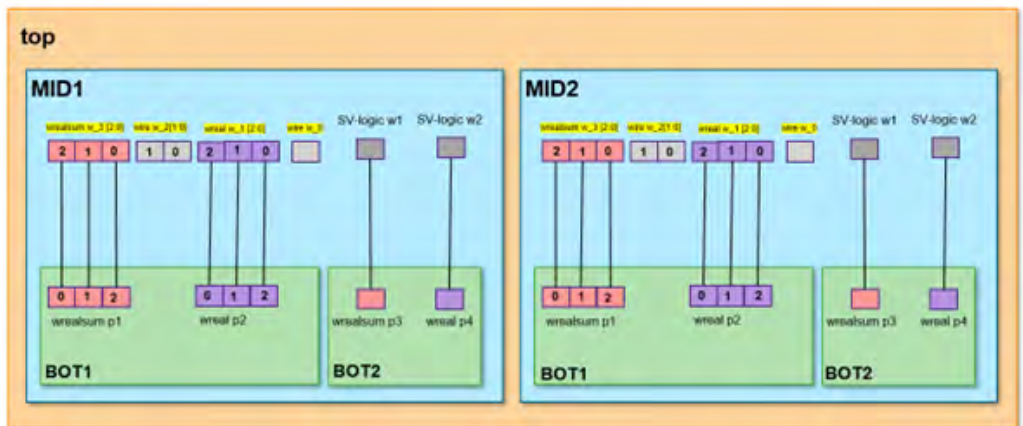 top
MID1
wrealsum w_3 [2:0] wire w_2[1:0] wreal w_1 [2:0] wire w_0 SV-logic w1 SV-logic w2
2 1 0 1 0 2 1 0
0 1 2 0 1 2
wrealsum p1 wreal p2 wrealsum p3 wreal p4
BOT1 BOT2
MID2
wrealsum w_3 [2:0] wire w_2[1:0] wreal w_1 [2:0] wire w_0 SV-logic w1 SV-logic w2
2 1 0 1 0 2 1 0
0 1 2 0 1 2
wrealsum p1 wreal p2 wrealsum p3 wreal p4
BOT1 BOT2